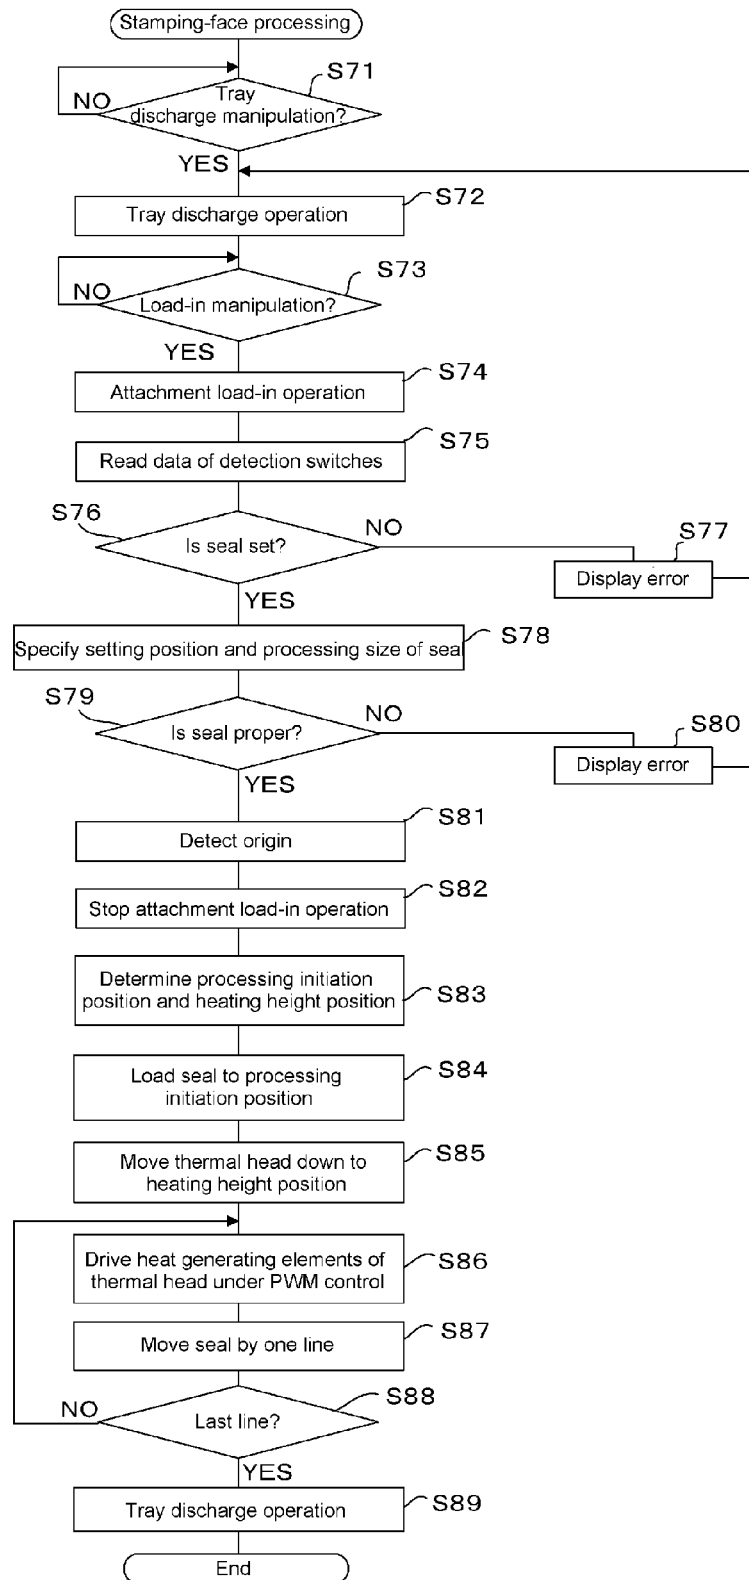 Stamping-face processing
S71
NO
Tray
discharge manipulation?
YES
S72
Tray discharge operation
S73
NO
Load-in manipulation?
YES
S74
Attachment load-in operation
S75
Read data of detection switches
S76
NO
Is seal set?
S77
Display error
YES
S78
Specify setting position and processing size of seal
S79
NO
Is seal proper?
S80
Display error
YES
S81
Detect origin
S82
Stop attachment load-in operation
Determine processing initiation
position and heating height position
S83
Load seal to processing
initiation position
S84
Move thermal head down to
heating height position
S85
Drive heat generating elements of
thermal head under PWM control
S86
S87
Move seal by one line
S88
NO
Last line?
YES
Tray discharge operation
S89
End